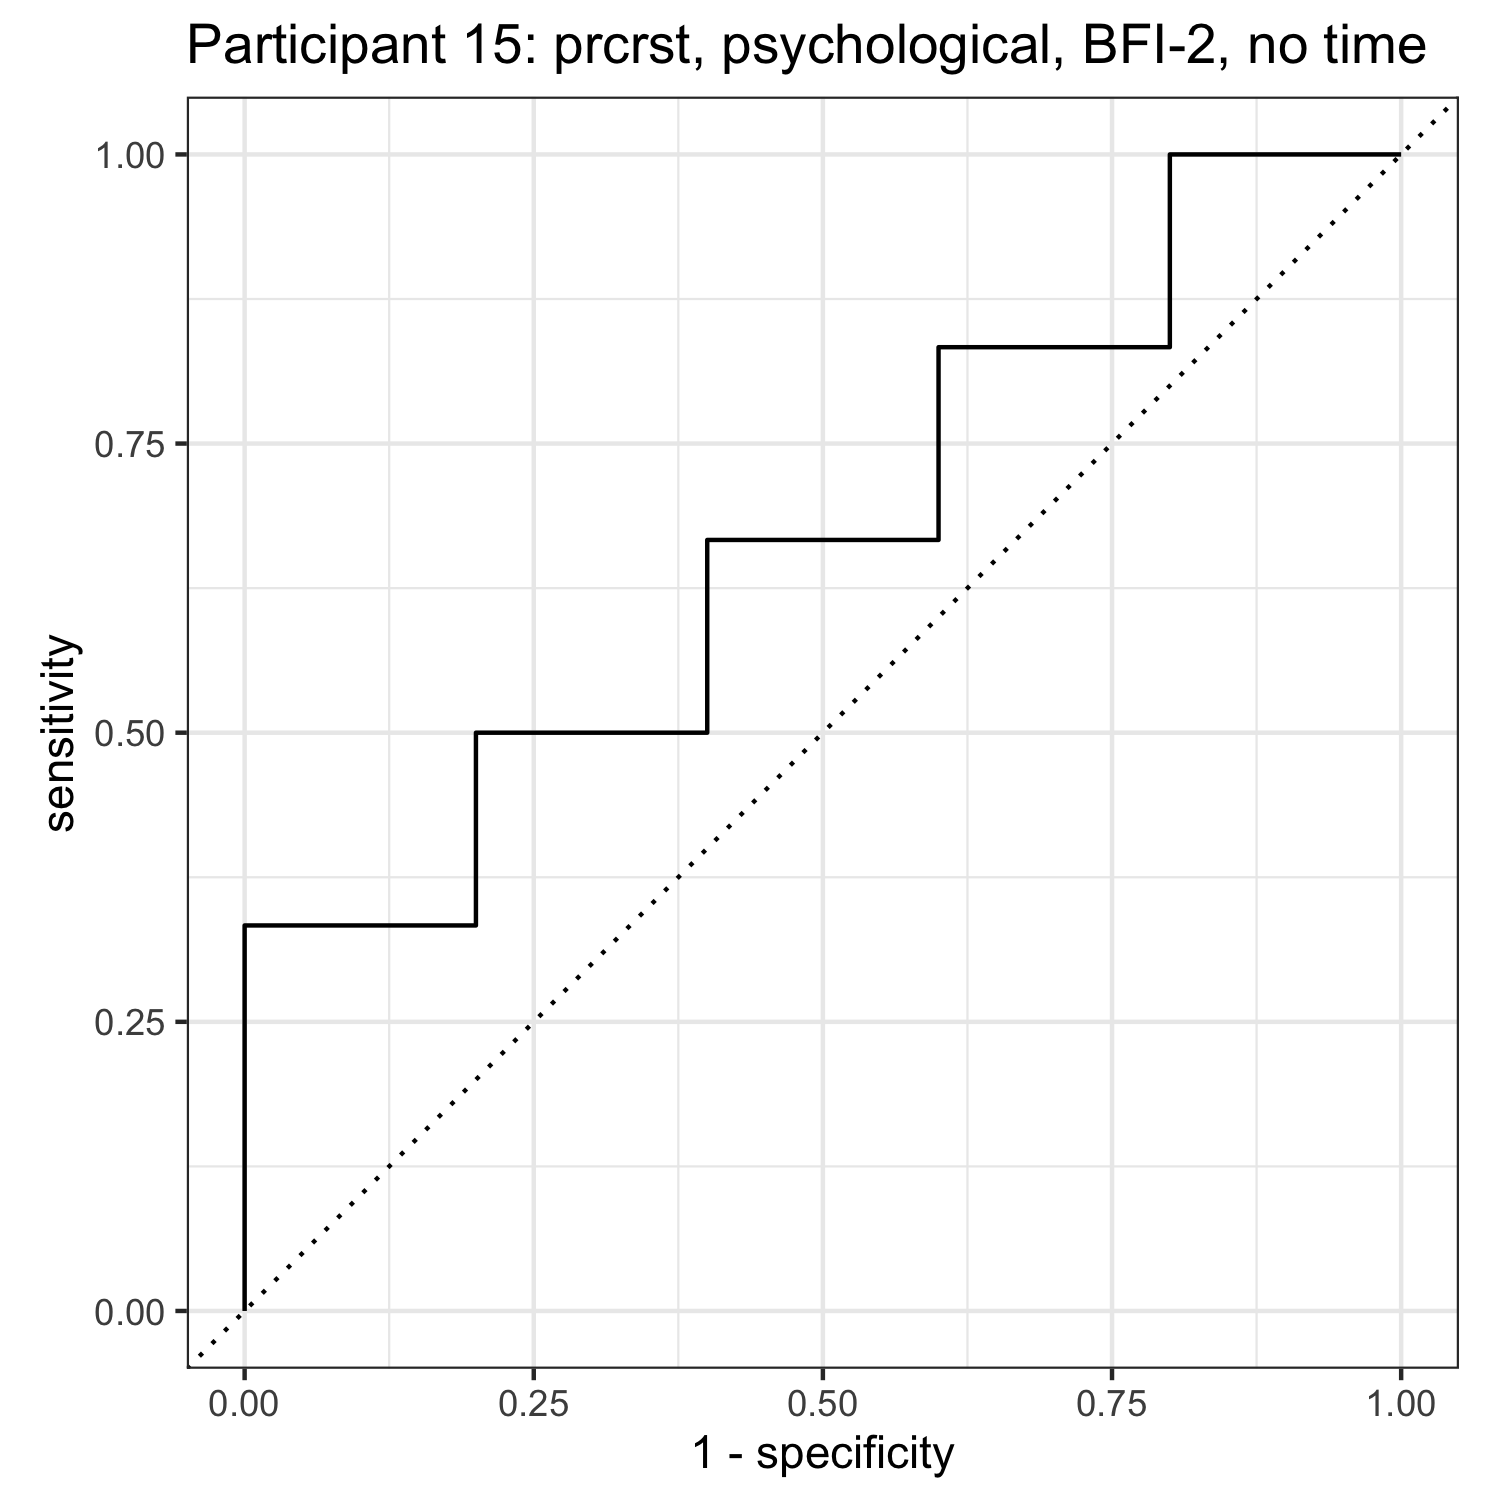 Participant 15: prcrst, psychological, BFI-2, no time
1.00
0.75
0.50
0.25
0.00
sensitivity
0.00 0.25 0.50 0.75 1.00
1 - specificity